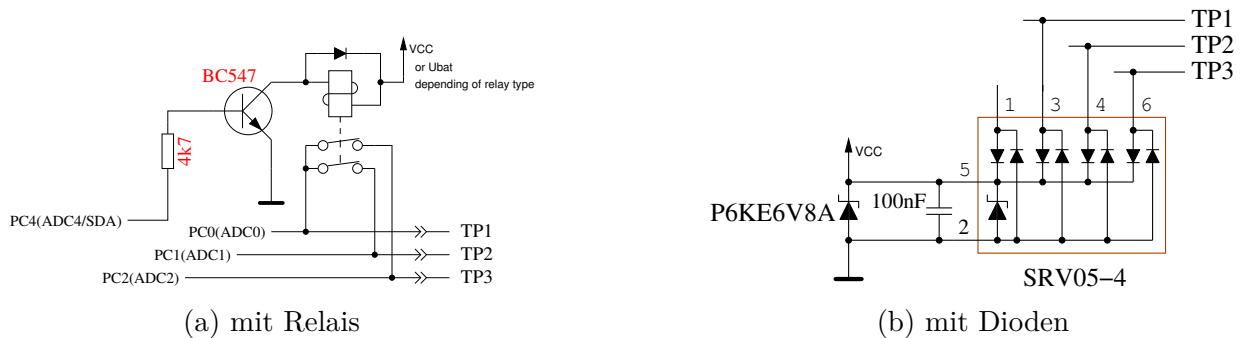 BC547
VCC
or Ubat
depending of relay type
4k7
PC4(ADC4/SDA)
PC0(ADC0)
TP1
PC1(ADC1)
TP2
PC2(ADC2)
TP3
(a) mit Relais
TP1
TP2
TP3
1
3
4
6
VCC
5
P6KE6V8A
100nF
2
SRV05-4
(b) mit Dioden